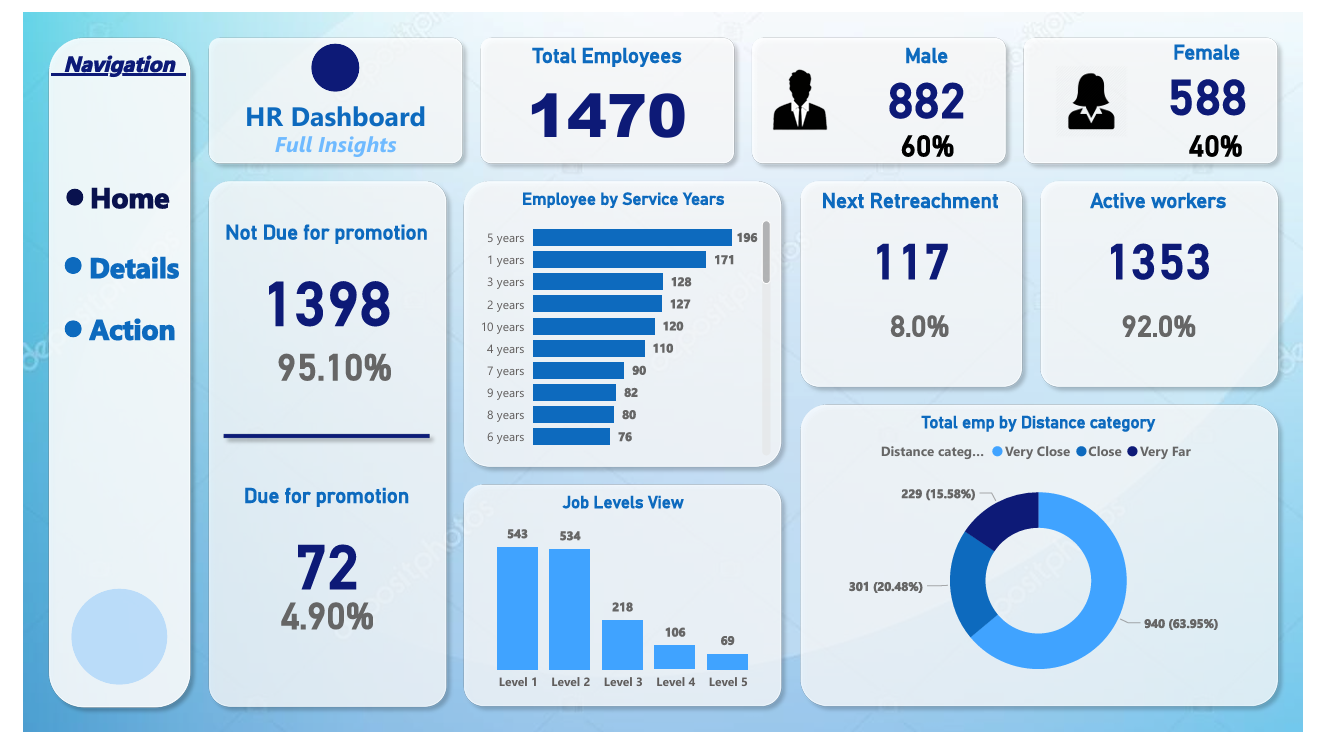 Navigation
Home
Details
Action
HR Dashboard
Full Insights
Total Employees
1470
Male
882
60%
Female
588
40%
Not Due for promotion
1398
95.10%
Due for promotion
72
4.90%
Employee by Service Years
5 years 196
1 years 171
3 years 128
2 years 127
10 years 120
4 years 110
7 years 90
9 years 82
8 years 80
6 years 76
Next Retreachment
117
8.0%
Active workers
1353
92.0%
Job Levels View
543 534 218 106 69
Level 1 Level 2 Level 3 Level 4 Level 5
Total emp by Distance category
Distance categ... Very Close Close Very Far
229 (15.58%)
301 (20.48%)
940 (63.95%)